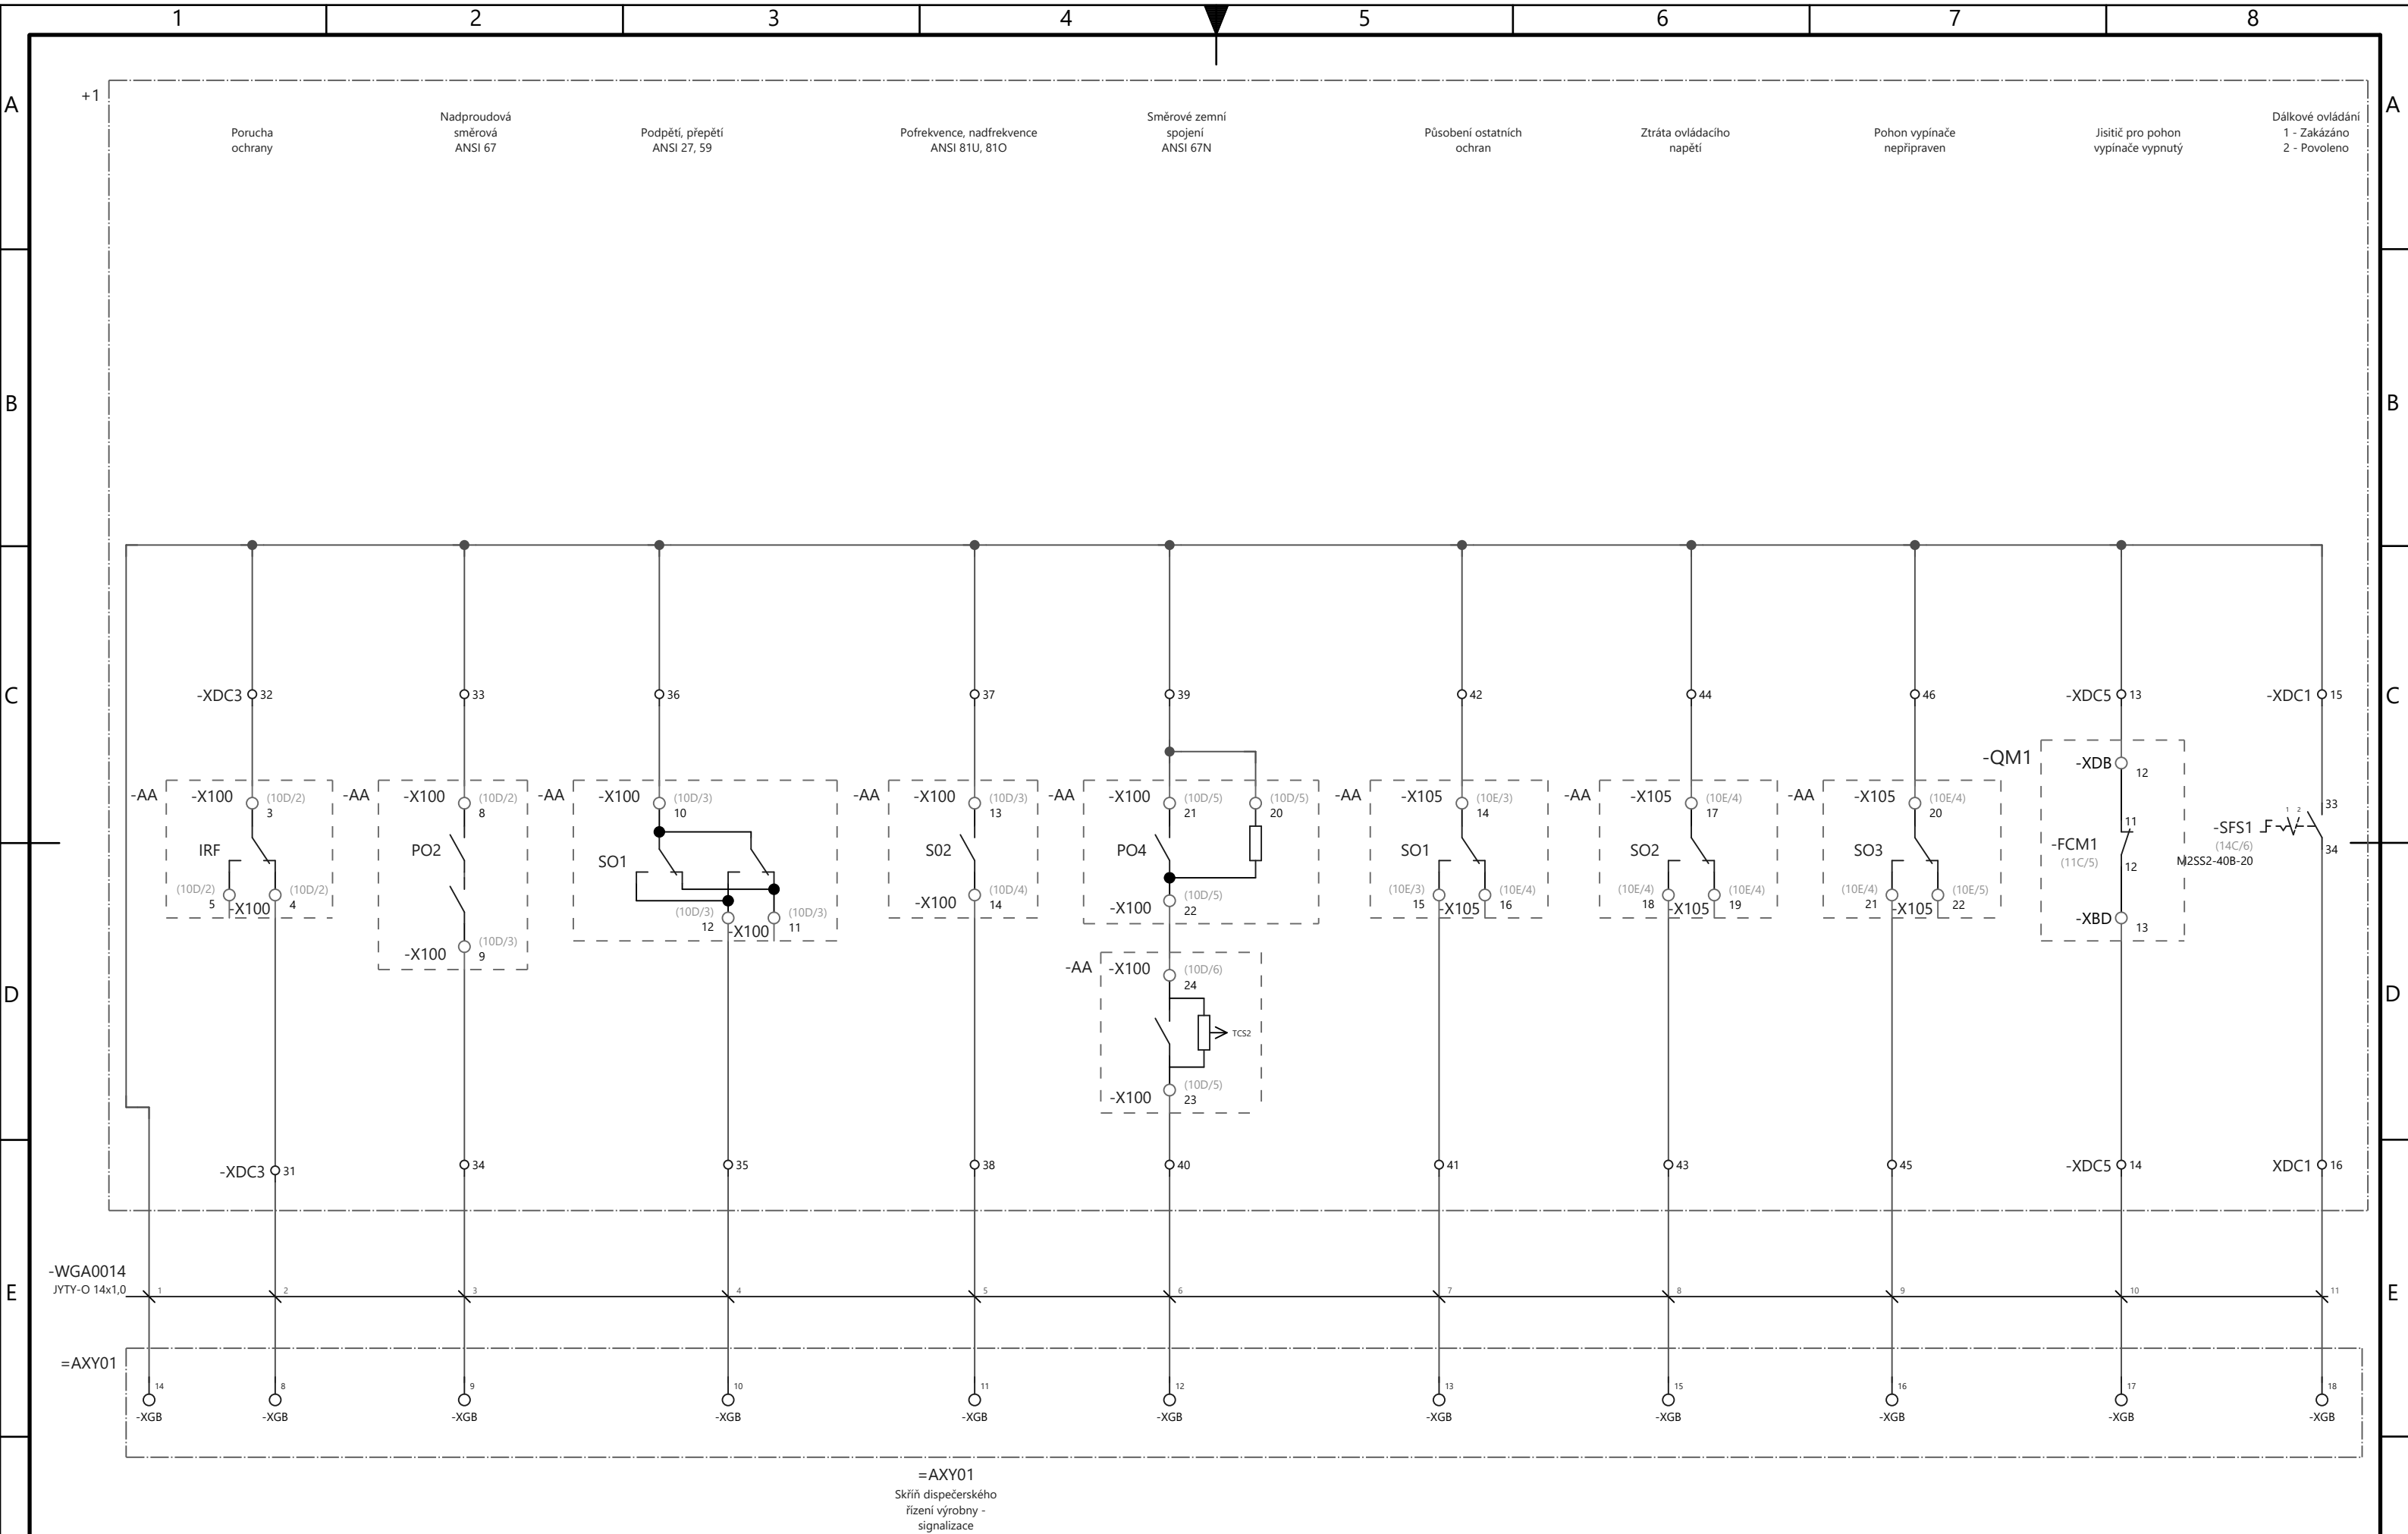 1 2 3 4 5 6 7 8
A A
+1
Porucha
ochrany
Nadproudová
směrová
ANSI 67
Podpětí, přepětí
ANSI 27, 59
Pofrekvence, nadfrekvence
ANSI 81U, 81O
Směrové zemní
spojení
ANSI 67N
Působení ostatních
ochran
Ztráta ovládacího
napětí
Pohon vypínače
nepřipraven
Jisitič pro pohon
vypínače vypnutý
Dálkové ovládání
1 - Zakázáno
2 - Povoleno
B B
C C
-XDC3 32 33 36 37 39 42 44 46 -XDC5 13 -XDC1 15
-AA -X100 (10D/2)
3
IRF
(10D/2) (10D/2)
5 -X100 4
-AA -X100 (10D/2)
8
PO2
-X100 (10D/3)
9
-AA -X100 (10D/3)
10
SO1
(10D/3) (10D/3)
12 -X100 11
-AA -X100 (10D/3)
13
S02
-X100 (10D/4)
14
-AA -X100 (10D/5) (10D/5)
21 20
PO4
-X100 (10D/5)
22
-AA -X100 (10D/6)
24
TCS2
-X100 (10D/5)
23
-AA -X105 (10E/3)
14
SO1
(10E/3) (10E/4)
15 -X105 16
-AA -X105 (10E/4)
17
SO2
(10E/4) (10E/4)
18 -X105 19
-AA -X105 (10E/4)
20
SO3
(10E/4) (10E/5)
21 -X105 22
-QM1
-XDB 12
11
-FCM1
(11C/5)
12
-XBD 13
33
1 2
-SFS1
(14C/6)
M2SS2-40B-20
34
D D
-XDC3 31 34 35 38 40 41 43 45 -XDC5 14 XDC1 16
E E
-WGA0014
JYTY-O 14x1,0
1 2 3 4 5 6 7 8 9 10 11
=AXY01
14 8 9 10 11 12 13 15 16 17 18
-XGB -XGB -XGB -XGB -XGB -XGB -XGB -XGB -XGB -XGB -XGB
=AXY01
Skříň dispečerského
řízení výrobny -
signalizace